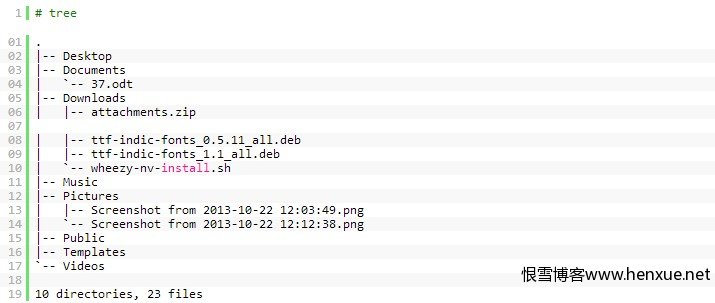 1 # tree
01 .
02 |-- Desktop
03 |-- Documents
04 |   `-- 37.odt
05 |-- Downloads
06 |   |-- attachments.zip
07
08 |   |-- ttf-indic-fonts_0.5.11_all.deb
09 |   |-- ttf-indic-fonts_1.1_all.deb
10 |   `-- wheezy-nv-install.sh
11 |-- Music
12 |-- Pictures
13 |   |-- Screenshot from 2013-10-22 12:03:49.png
14 |   `-- Screenshot from 2013-10-22 12:12:38.png
15 |-- Public
16 |-- Templates
17 `-- Videos
18
19 10 directories, 23 files
恨雪博客www.henxue.net